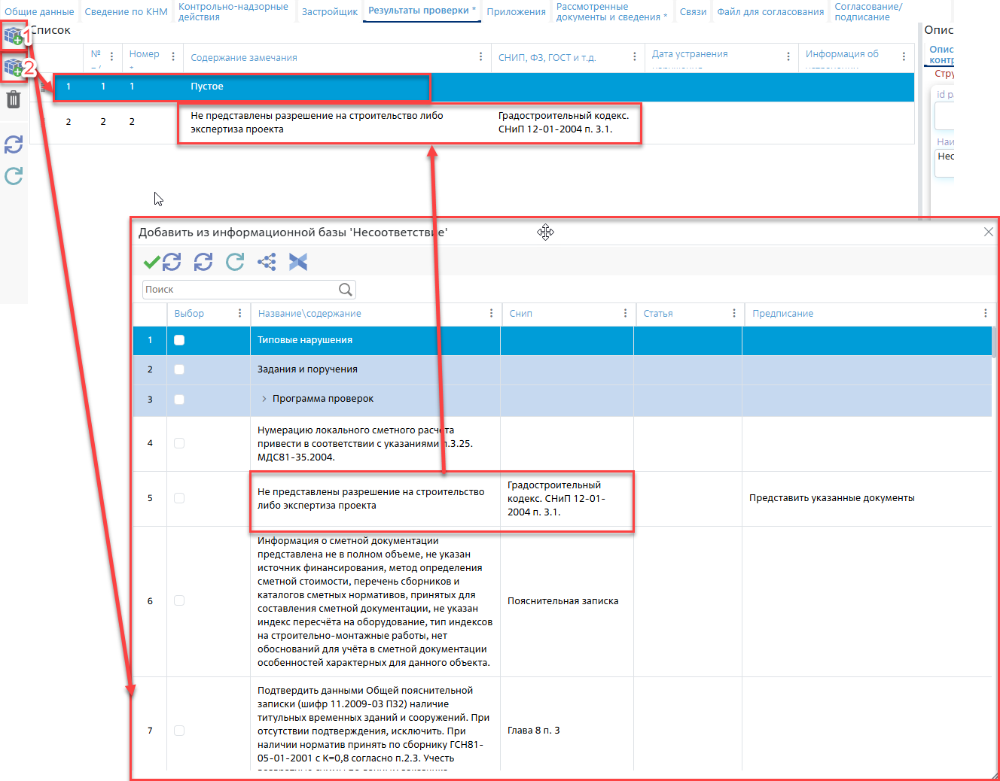 Общие данные
Сведение по КНМ
Контрольно-надзорные
действия
Застройщик
Результаты проверки *
Приложения
Рассмотренные
документы и сведения *
Связи
Файл для согласования
Согласование/
подписание
1
2
Список
№
Номер
*
Содержание замечания
СНИП, ФЗ, ГОСТ и т.д.
Дата устранения
Информация об
1 1 1 Пустое
2 2 2 Не представлены разрешение на строительство либо
экспертиза проекта
Градостроительный кодекс.
СНиП 12-01-2004 п. 3.1.
Опис
Опис
конт
Стру
id р
Наи
Нес
Добавить из информационной базы 'Несоответствие'
Поиск
Выбор
Название\содержание
Снип
Статья
Предписание
1 Типовые нарушения
2 Задания и поручения
3 Программа проверок
4 Нумерацию локального сметного расчета
привести в соответствии с указаниями п.3.25.
МДС81-35.2004.
5 Не представлены разрешение на строительство
либо экспертиза проекта
Градостроительный
кодекс. СНиП 12-01-
2004 п. 3.1.
Представить указанные документы
6 Информация о сметной документации
представлена не в полном объеме, не указан
источник финансирования, метод определения
сметной стоимости, перечень сборников и
каталогов сметных нормативов, принятых для
составления сметной документации, не указан
индекс пересчёта на оборудование, тип индексов
на строительно-монтажные работы, нет
обоснований для учёта в сметной документации
особенностей характерных для данного объекта.
Пояснительная записка
7 Подтвердить данными Общей пояснительной
записки (шифр 11.2009-03 ПЗ2) наличие
титульных временных зданий и сооружений. При
отсутствии подтверждения, исключить. При
наличии норматив принять по сборнику ГСН81-
05-01-2001 с К=0,8 согласно п.2.3. Учесть
Глава 8 п. 3